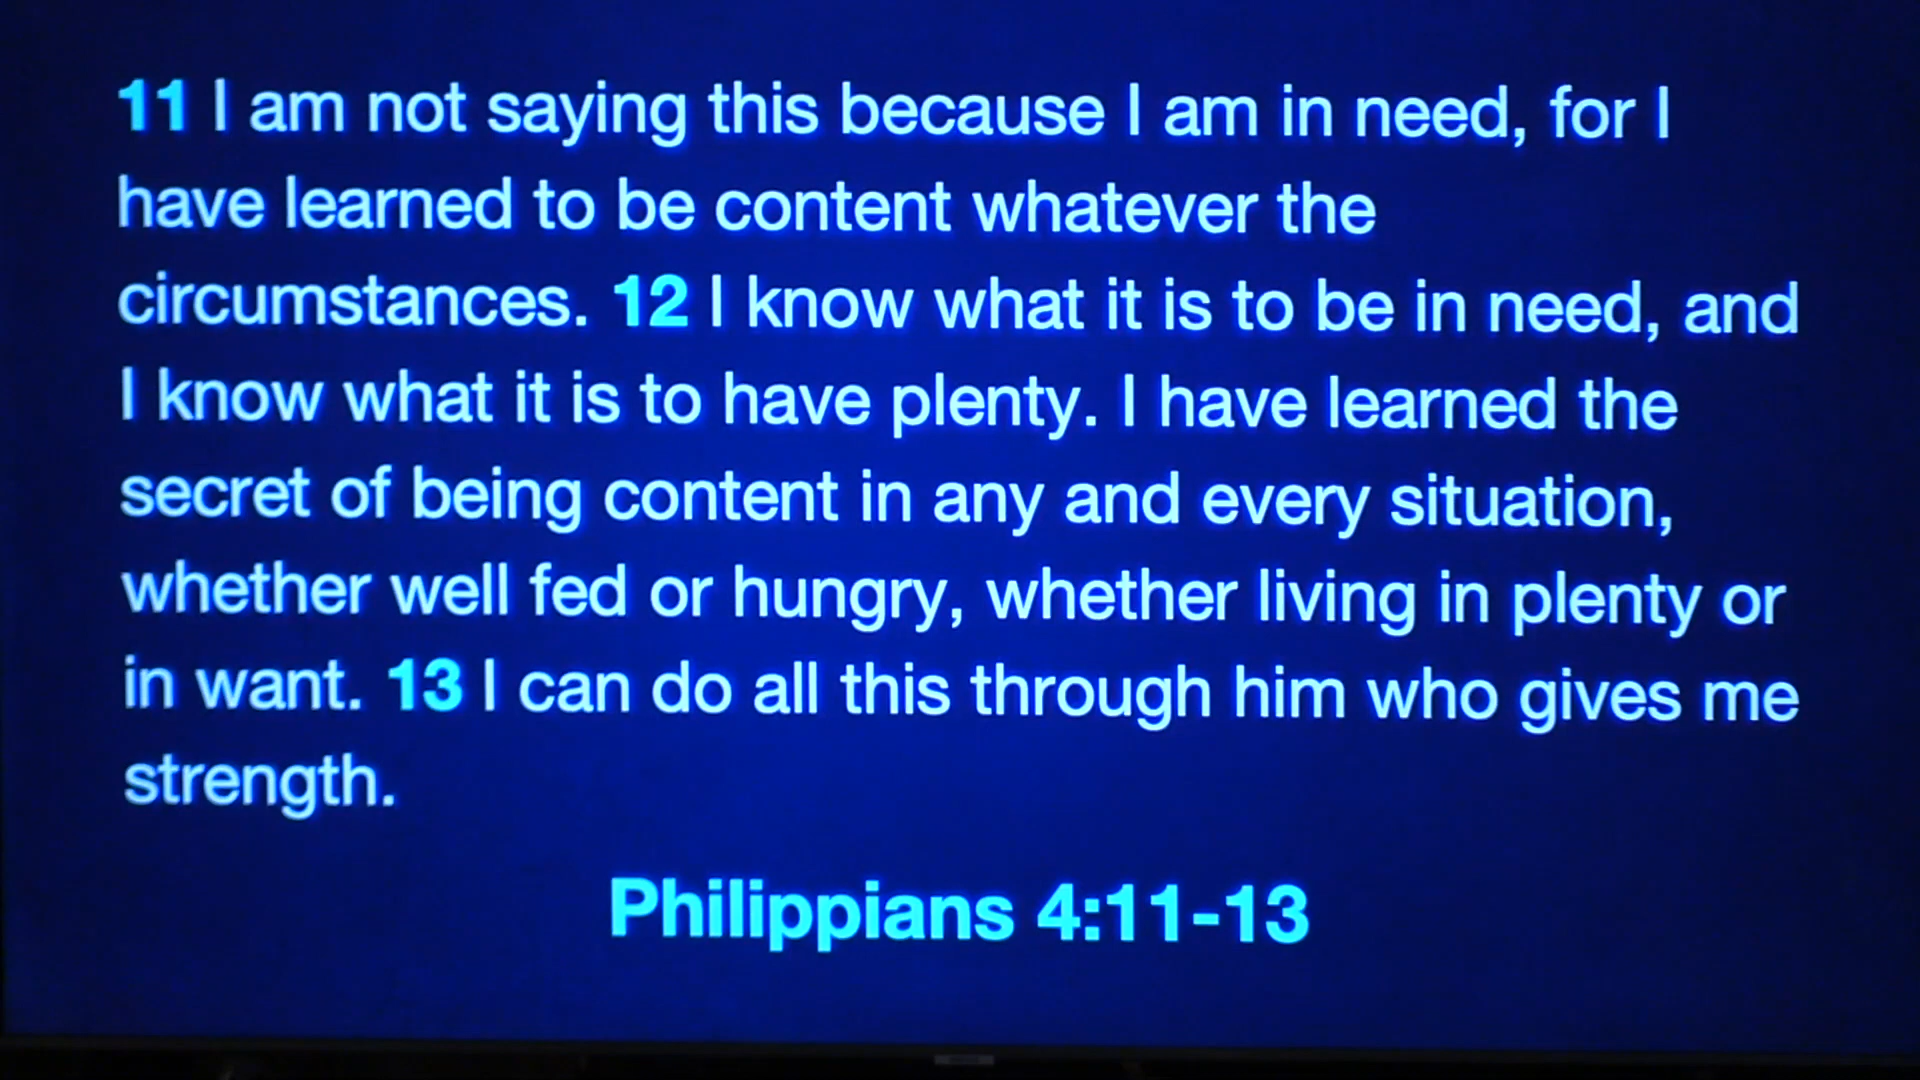 11 I am not saying this because I am in need, for I
have learned to be content whatever the
circumstances. 12 I know what it is to be in need, and
I know what it is to have plenty. I have learned the
secret of being content in any and every situation,
whether well fed or hungry, whether living in plenty or
in want. 13 I can do all this through him who gives me
strength.
Philippians 4:11-13